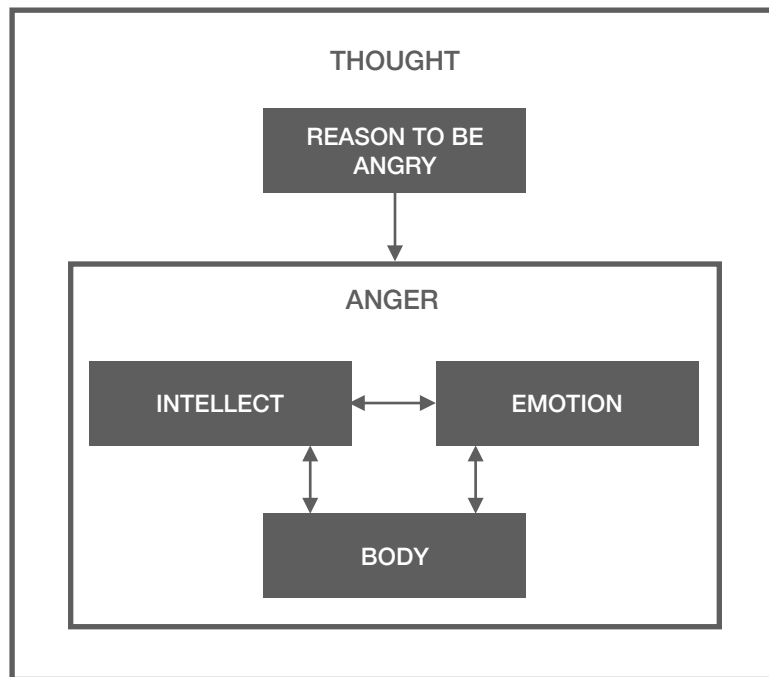 THOUGHT
REASON TO BE
ANGRY
ANGER
INTELLECT
EMOTION
BODY